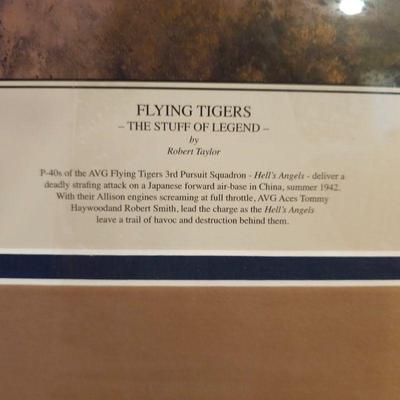 FLYING TIGERS
– THE STUFF OF LEGEND –
by
Robert Taylor
P-40s of the AVG Flying Tigers 3rd Pursuit Squadron - Hell's Angels - deliver a
deadly strafing attack on a Japanese forward air-base in China, summer 1942.
With their Allison engines screaming at full throttle, AVG Aces Tommy
Haywoodand Robert Smith, lead the charge as the Hell's Angels
leave a trail of havoc and destruction behind them.